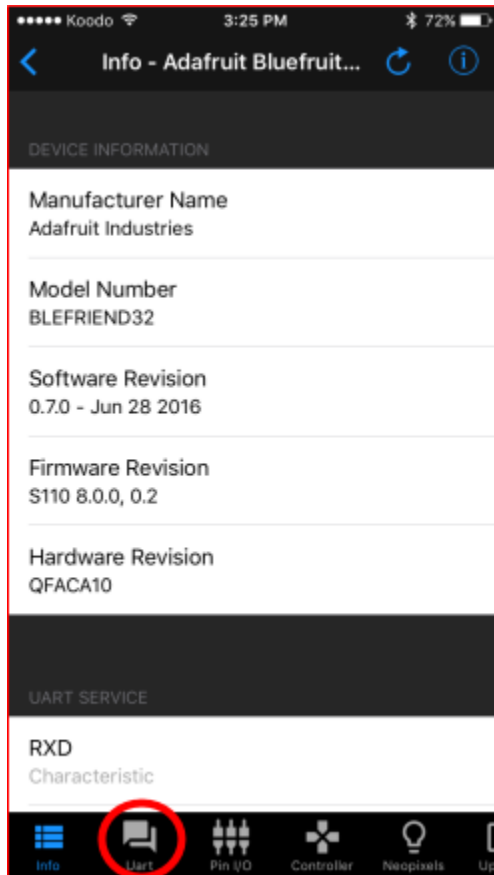 Koodo 3:25 PM 72%
Info - Adafruit Bluefruit...
DEVICE INFORMATION
Manufacturer Name
Adafruit Industries
Model Number
BLEFRIEND32
Software Revision
0.7.0 - Jun 28 2016
Firmware Revision
S110 8.0.0, 0.2
Hardware Revision
QFACA10
UART SERVICE
RXD
Characteristic
Info Uart Pin I/O Controller Neopixels Up